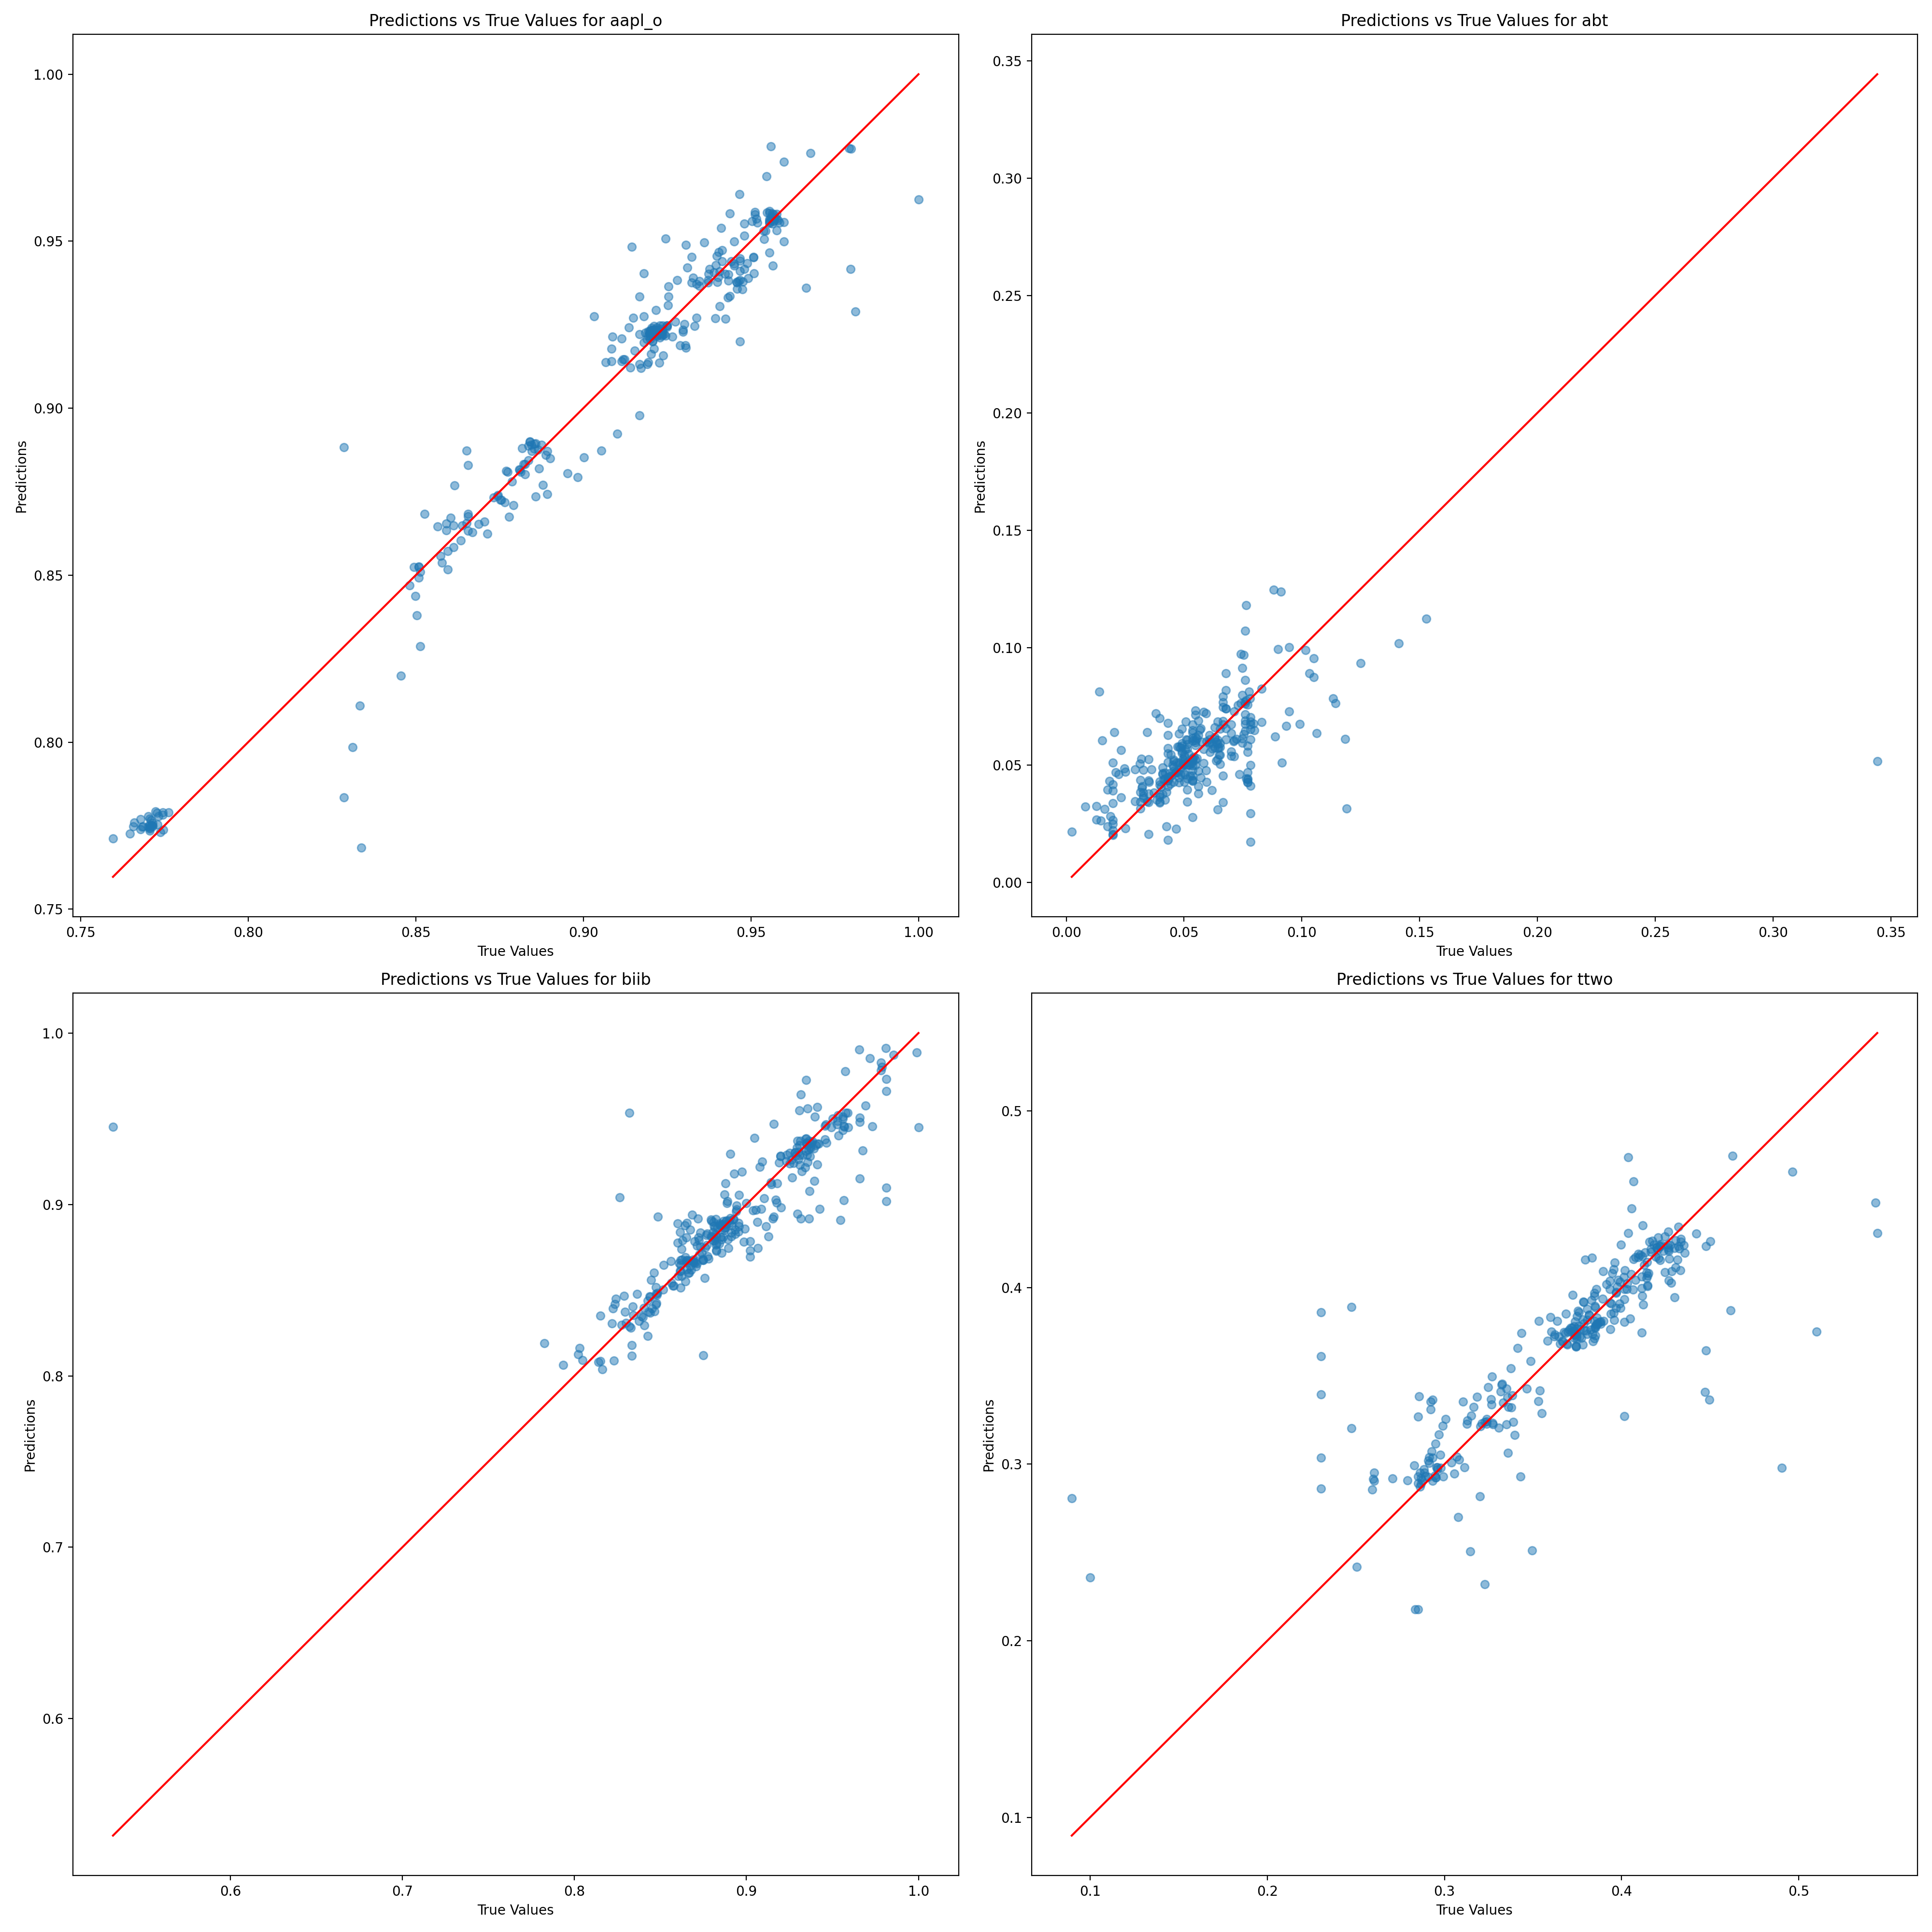 Predictions vs True Values for aapl_o
Predictions
1.00
0.95
0.90
0.85
0.80
0.75
0.75 0.80 0.85 0.90 0.95 1.00
True Values
Predictions vs True Values for abt
Predictions
0.35
0.30
0.25
0.20
0.15
0.10
0.05
0.00
0.00 0.05 0.10 0.15 0.20 0.25 0.30 0.35
True Values
Predictions vs True Values for biib
Predictions
1.0
0.9
0.8
0.7
0.6
0.6 0.7 0.8 0.9 1.0
True Values
Predictions vs True Values for ttwo
Predictions
0.5
0.4
0.3
0.2
0.1
0.1 0.2 0.3 0.4 0.5
True Values